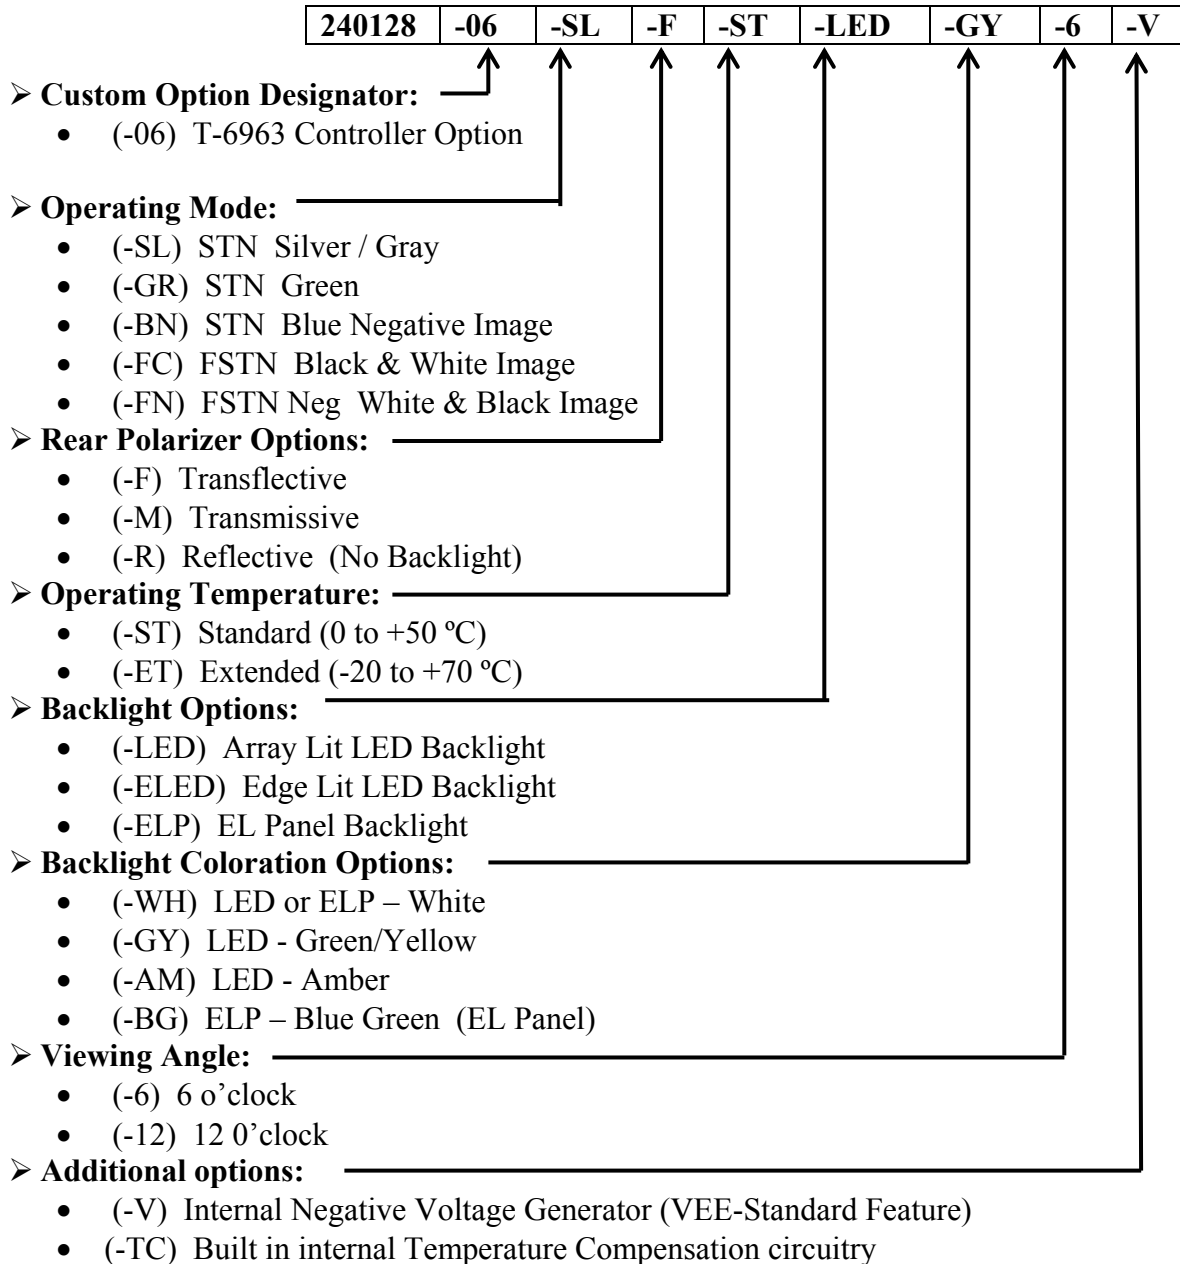 240128 -06 -SL -F -ST -LED -GY -6 -V
➢ Custom Option Designator:
• (-06) T-6963 Controller Option
➢ Operating Mode:
• (-SL) STN Silver / Gray
• (-GR) STN Green
• (-BN) STN Blue Negative Image
• (-FC) FSTN Black & White Image
• (-FN) FSTN Neg White & Black Image
➢ Rear Polarizer Options:
• (-F) Transflective
• (-M) Transmissive
• (-R) Reflective (No Backlight)
➢ Operating Temperature:
• (-ST) Standard (0 to +50 ºC)
• (-ET) Extended (-20 to +70 ºC)
➢ Backlight Options:
• (-LED) Array Lit LED Backlight
• (-ELED) Edge Lit LED Backlight
• (-ELP) EL Panel Backlight
➢ Backlight Coloration Options:
• (-WH) LED or ELP – White
• (-GY) LED - Green/Yellow
• (-AM) LED - Amber
• (-BG) ELP – Blue Green (EL Panel)
➢ Viewing Angle:
• (-6) 6 o’clock
• (-12) 12 0’clock
➢ Additional options:
• (-V) Internal Negative Voltage Generator (VEE-Standard Feature)
• (-TC) Built in internal Temperature Compensation circuitry